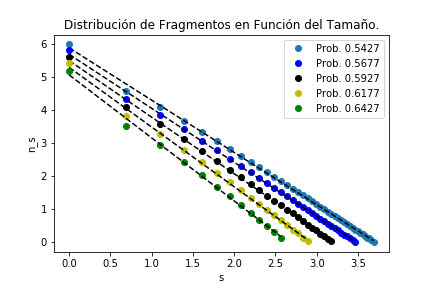 Distribución de Fragmentos en Función del Tamaño.
6
5
4
3
2
1
0
n_s
Prob. 0.5427
Prob. 0.5677
Prob. 0.5927
Prob. 0.6177
Prob. 0.6427
0.0 0.5 1.0 1.5 2.0 2.5 3.0 3.5
s